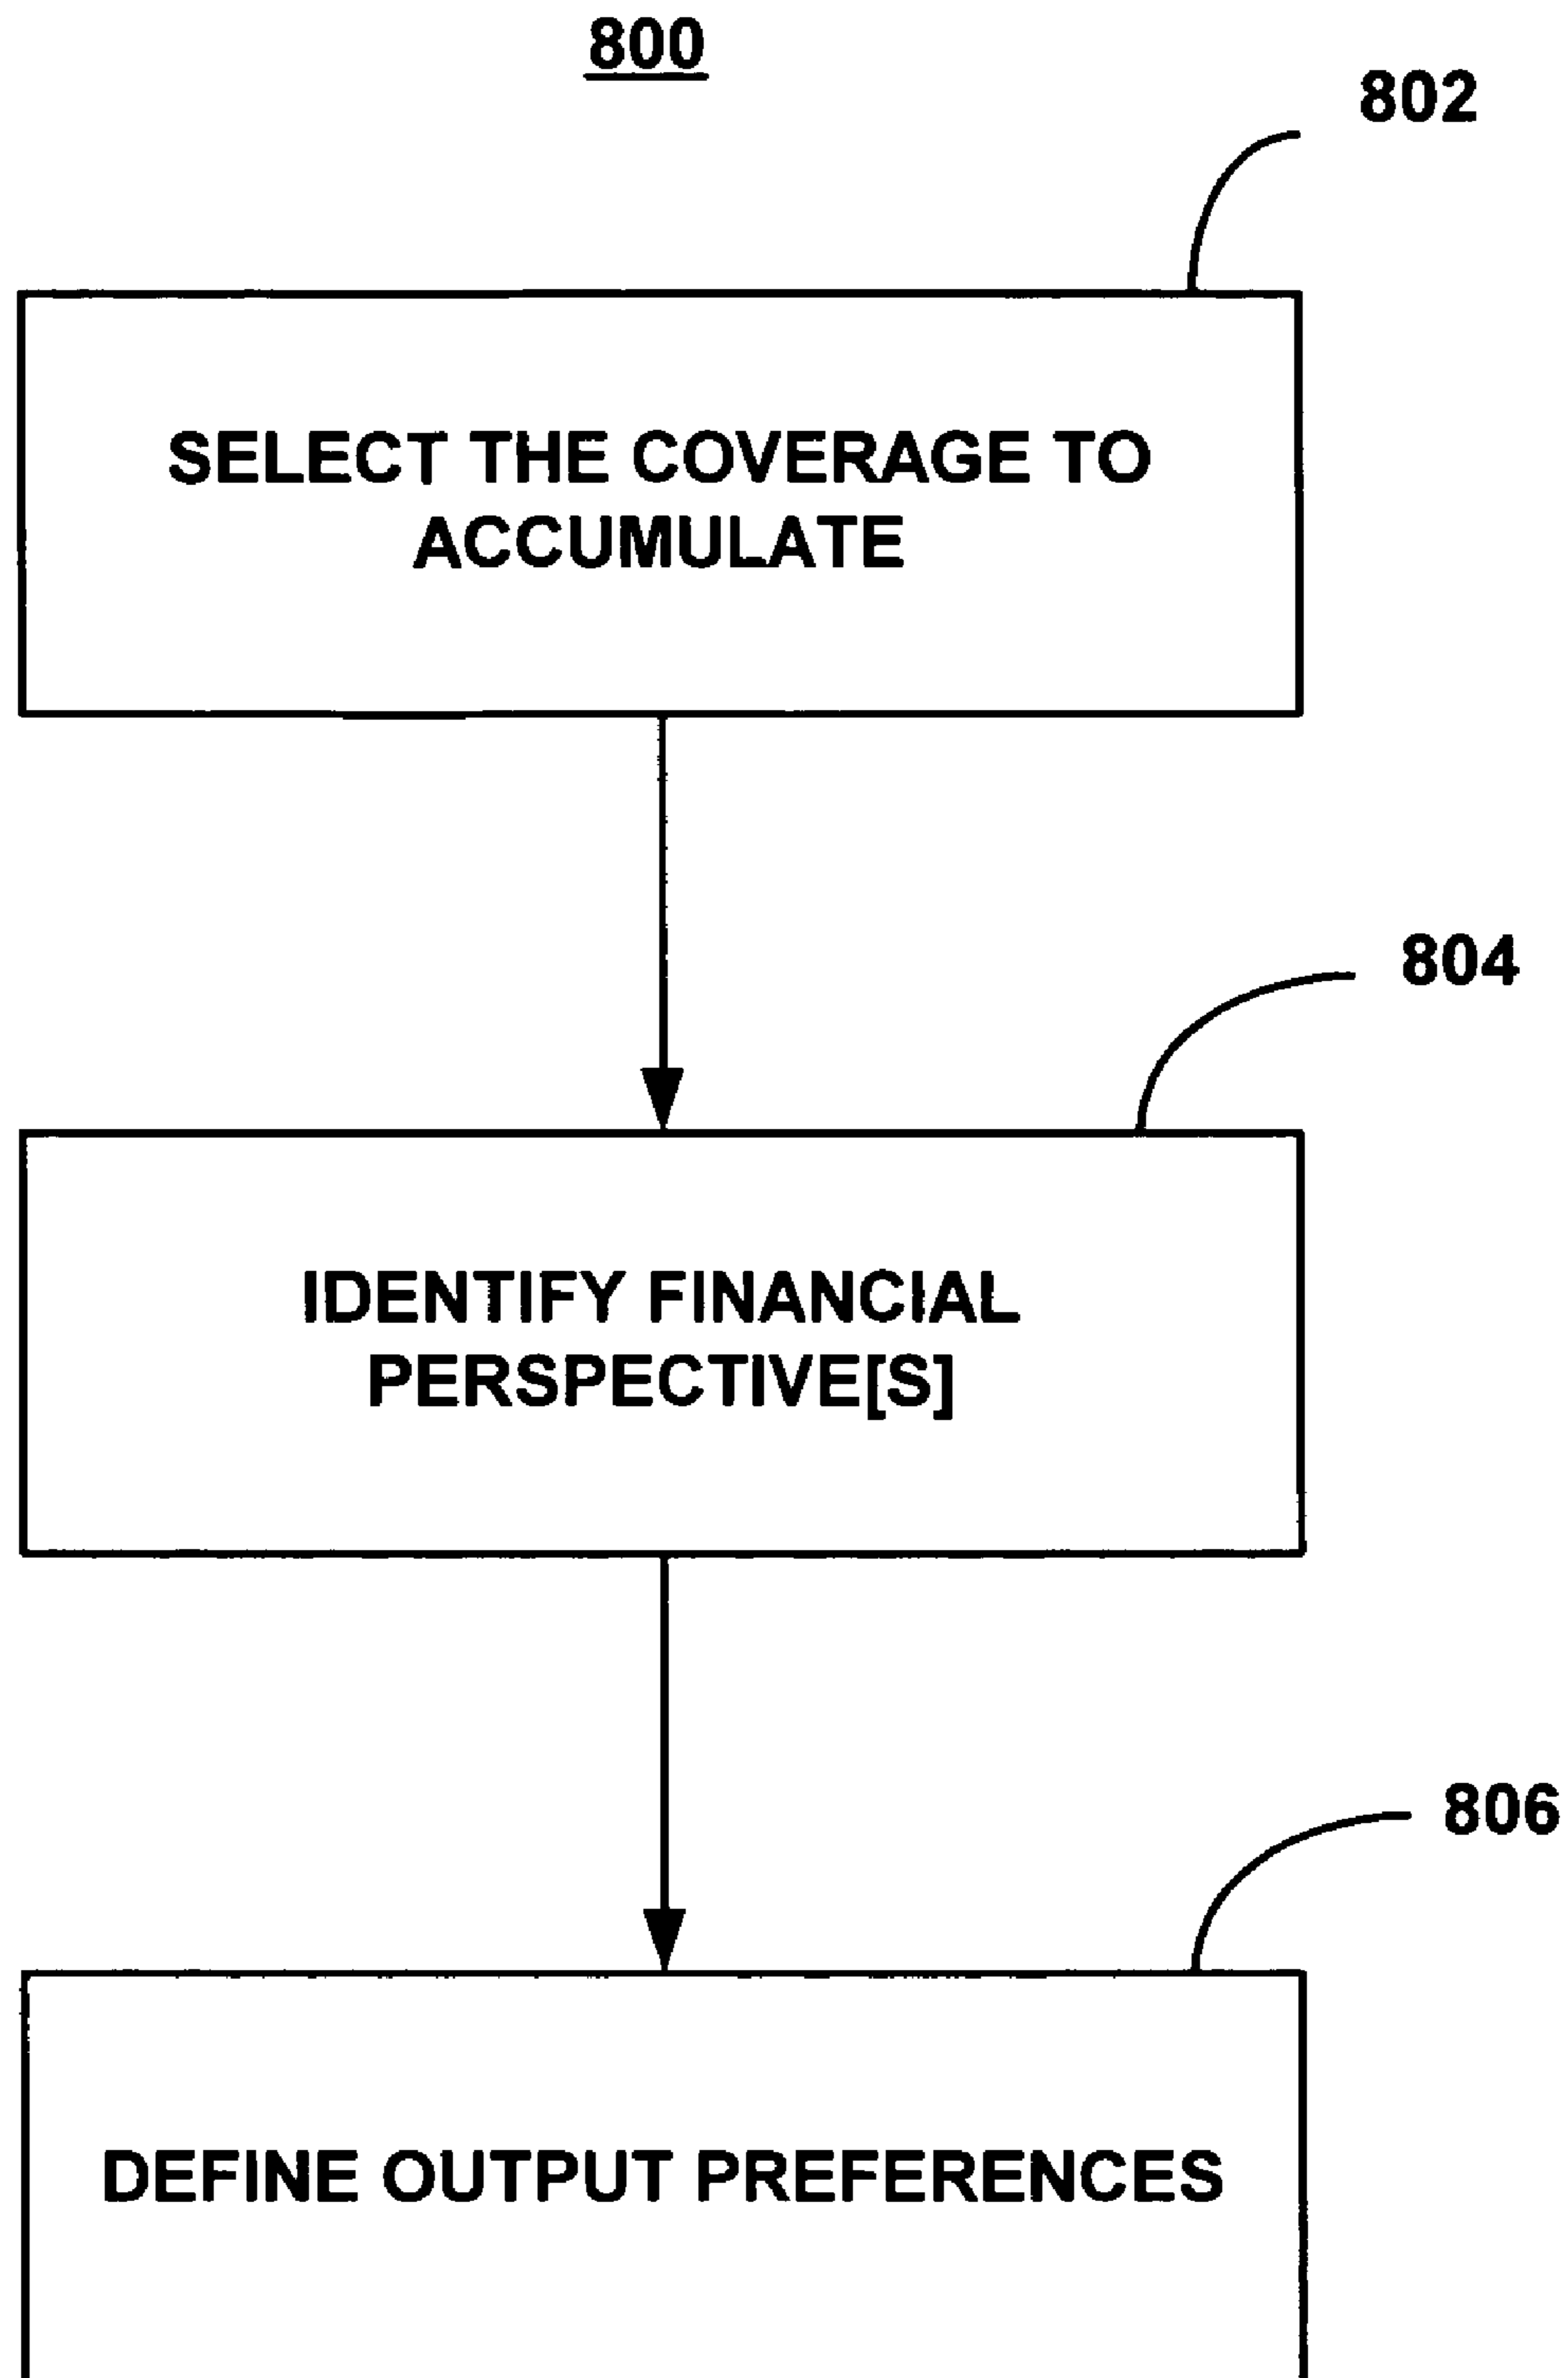 800
802
SELECT THE COVERAGE TO
ACCUMULATE
804
IDENTIFY FINANCIAL
PERSPECTIVE[S]
806
DEFINE OUTPUT PREFERENCES